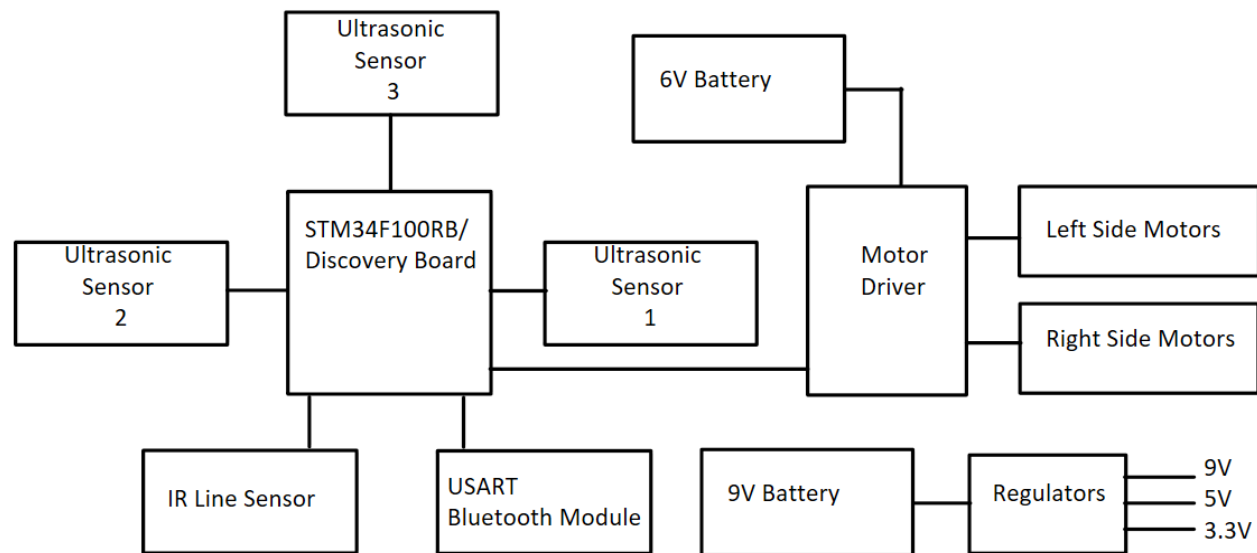 Ultrasonic
Sensor
3
6V Battery
STM34F100RB/
Discovery Board
Ultrasonic
Sensor
2
Ultrasonic
Sensor
1
Motor
Driver
Left Side Motors
Right Side Motors
IR Line Sensor
USART
Bluetooth Module
9V Battery
Regulators
9V
5V
3.3V